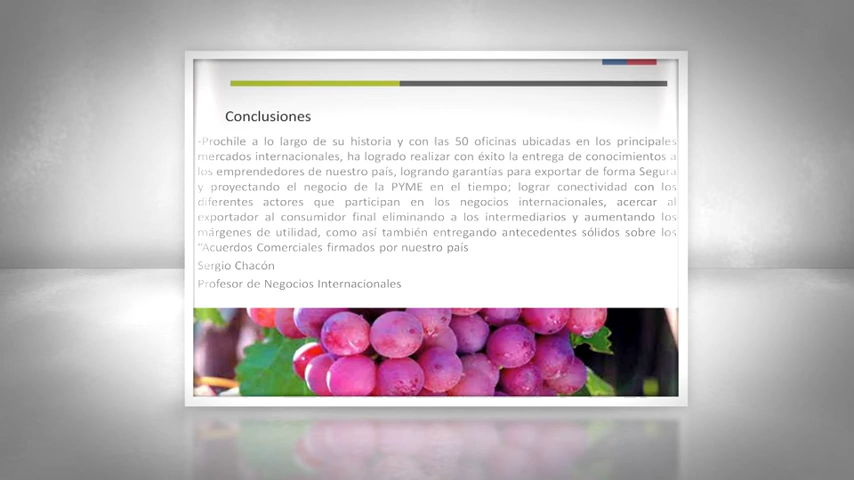 Conclusiones
-Prochile a lo largo de su historia y con las 50 oficinas ubicadas en los principales
mercados internacionales, ha logrado realizar con éxito la entrega de conocimientos a
los emprendedores de nuestro país, logrando garantías para exportar de forma Segura
y proyectando el negocio de la PYME en el tiempo; lograr conectividad con los
diferentes actores que participan en los negocios internacionales, acercar al
exportador al consumidor final eliminando a los intermediarios y aumentando los
márgenes de utilidad, como así también entregando antecedentes sólidos sobre los
"Acuerdos Comerciales firmados por nuestro país
Sergio Chacón
Profesor de Negocios Internacionales